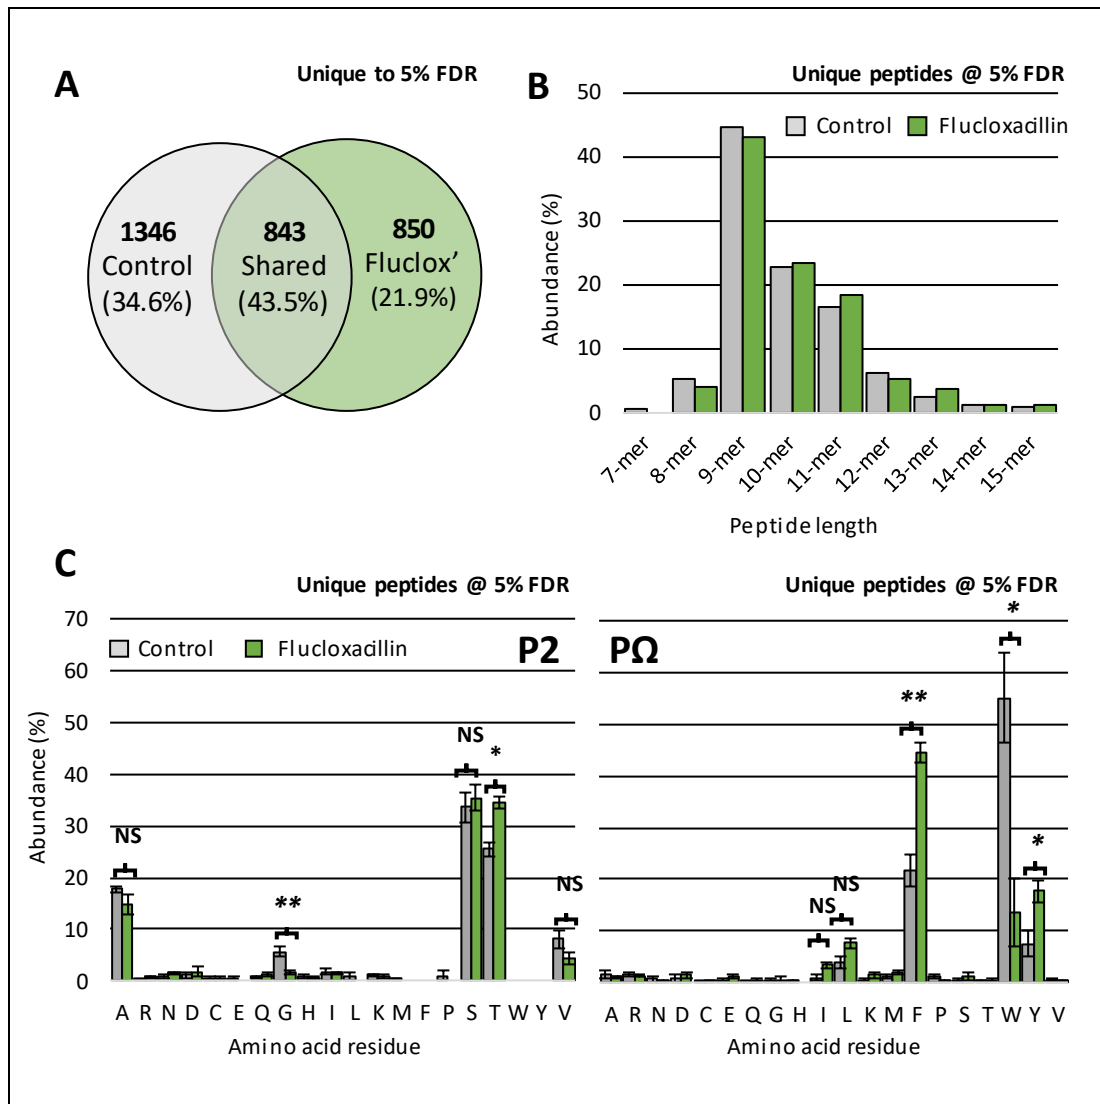 A
Unique to 5% FDR
1346
Control
(34.6%)
843
Shared
(43.5%)
850
Fluclox’
(21.9%)
B
Unique peptides @ 5% FDR
Control Flucloxacillin
50
40
30
20
10
0
Abundance (%)
7-mer 8-mer 9-mer 10-mer 11-mer 12-mer 13-mer 14-mer 15-mer
Peptide length
C
Unique peptides @ 5% FDR
Control Flucloxacillin
P2
70
60
50
40
30
20
10
0
Abundance (%)
NS
**
NS
*
NS
A R N D C E Q G H I L K M F P S T W Y V
Amino acid residue
Unique peptides @ 5% FDR
PΩ
NS
NS
**
*
*
A R N D C E Q G H I L K M F P S T W Y V
Amino acid residue